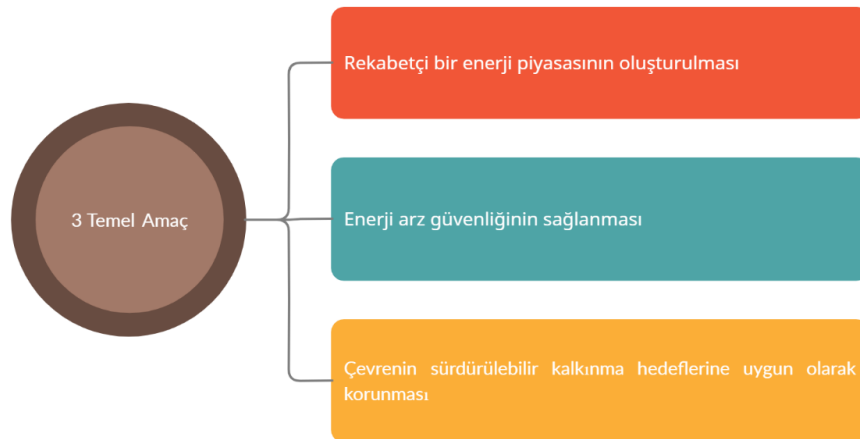 3 Temel Amaç
Rekabetçi bir enerji piyasasının oluşturulması
Enerji arz güvenliğinin sağlanması
Çevrenin sürdürülebilir kalkınma hedeflerine uygun olarak
korunması